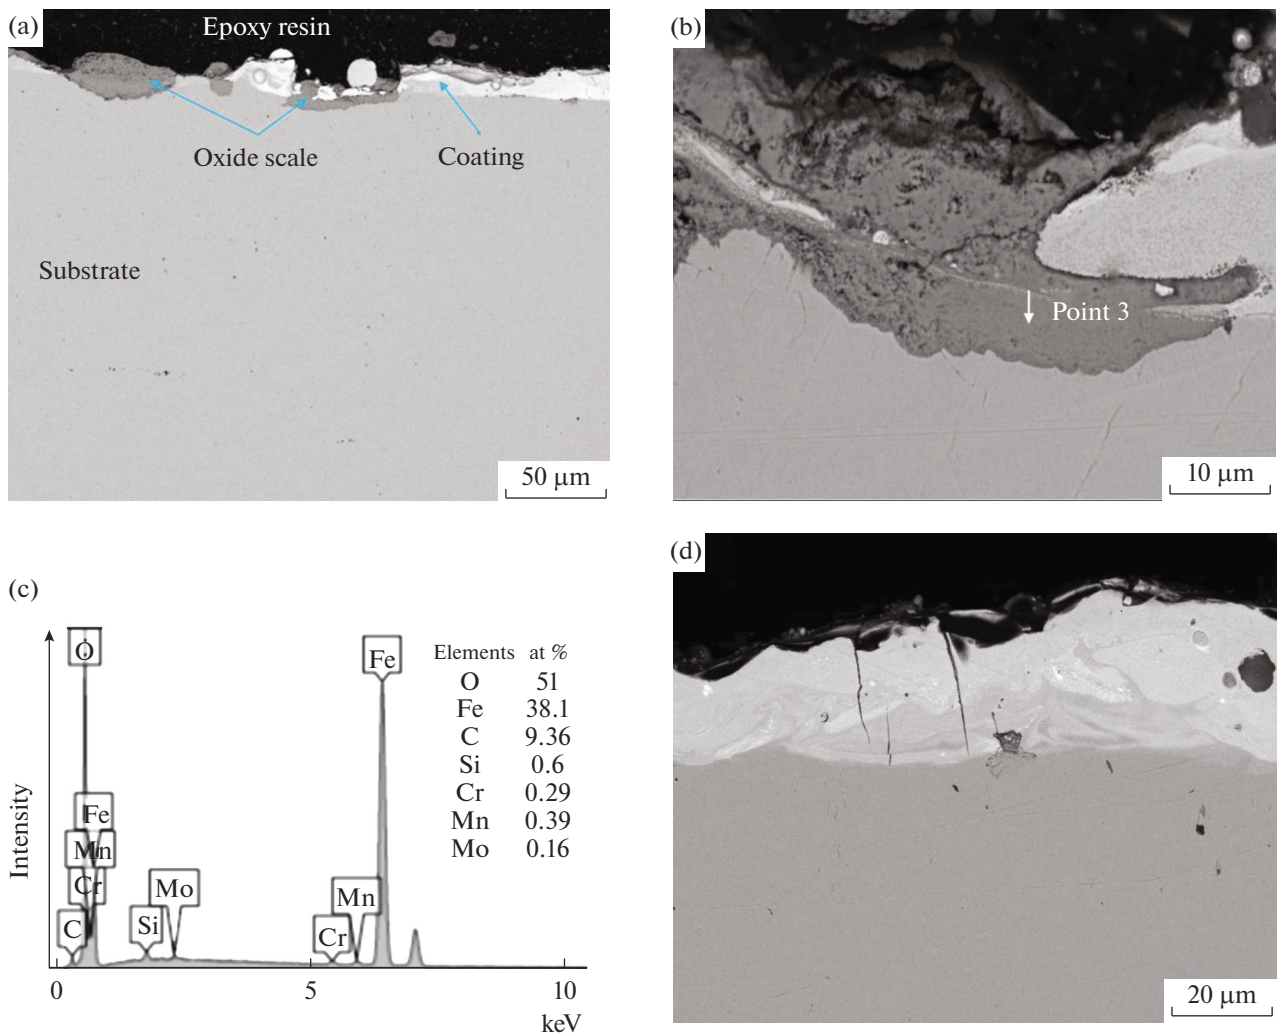 (a)
Epoxy resin
Oxide scale
Coating
Substrate
50 μm
(b)
Point 3
10 μm
(c)
O
Fe
Mn
Cr
C
Si
Mo
Cr
Mn
Fe
Elements at %
O 51
Fe 38.1
C 9.36
Si 0.6
Cr 0.29
Mn 0.39
Mo 0.16
Intensity
0 5 10
keV
(d)
20 μm